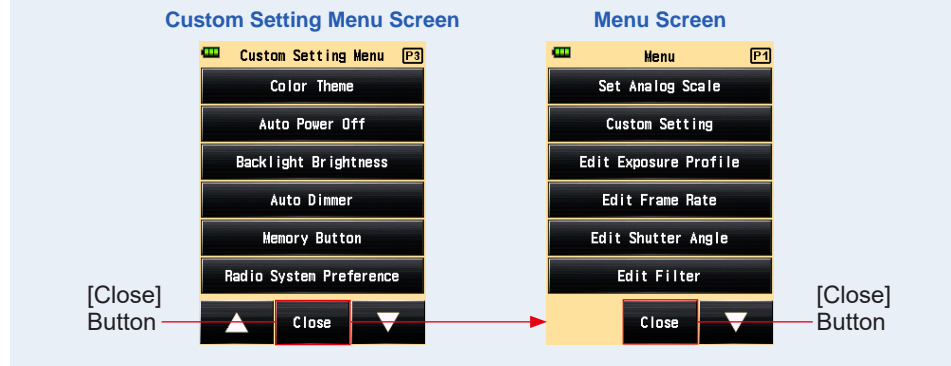 Custom Setting Menu Screen
Custom Setting Menu P3
Color Theme
Auto Power Off
Backlight Brightness
Auto Dimmer
Memory Button
Radio System Preference
Close
[Close]
Button
Menu Screen
Menu P1
Set Analog Scale
Custom Setting
Edit Exposure Profile
Edit Frame Rate
Edit Shutter Angle
Edit Filter
Close
[Close]
Button